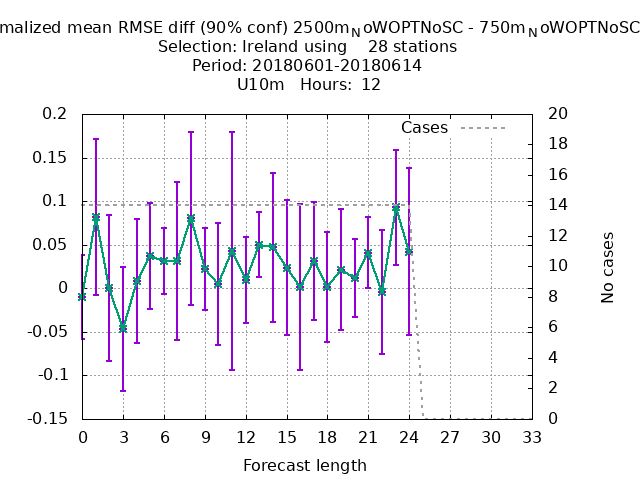 malized mean RMSE diff (90% conf) 2500mNoWOPTNoSC - 750mNoWOPTNoSC
Selection: Ireland using 28 stations
Period: 20180601-20180614
U10m Hours: 12
Cases
0.2
0.15
0.1
0.05
0
-0.05
-0.1
-0.15
20
18
16
14
12
10
8
6
4
2
0
No cases
0 3 6 9 12 15 18 21 24 27 30 33
Forecast length